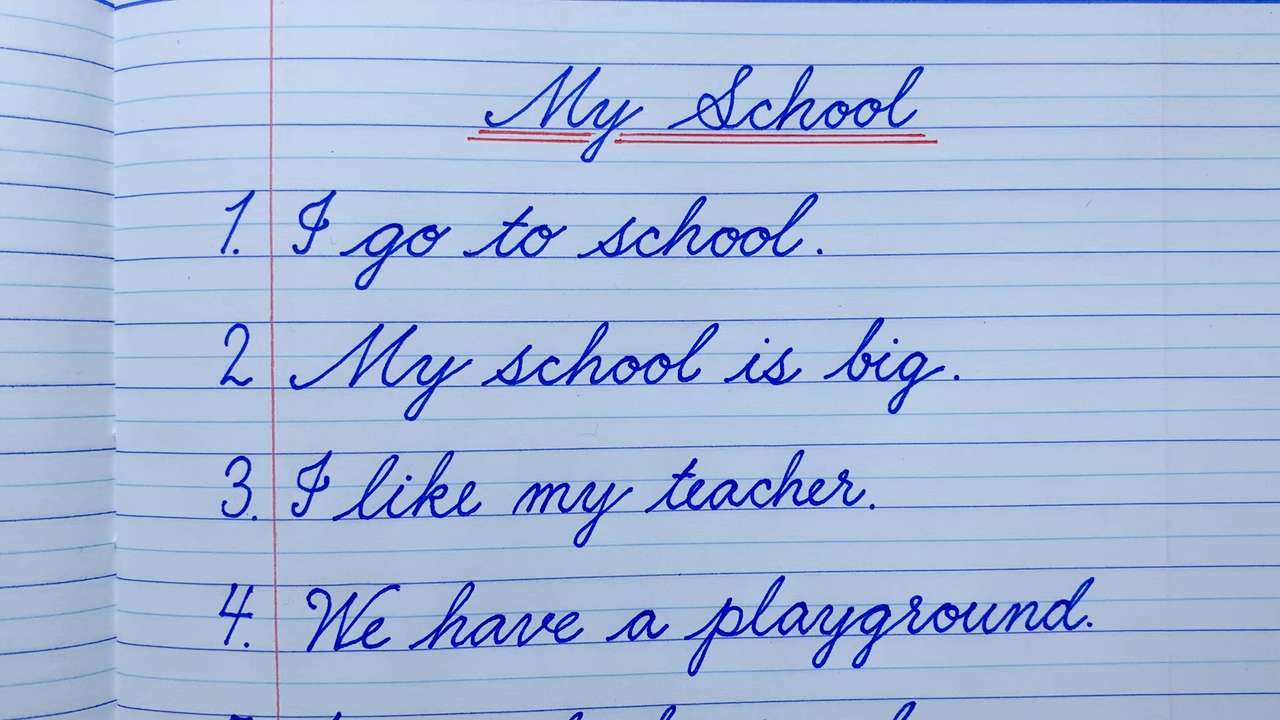 My School
1. I go to school.
2 My school is big.
3. I like my teacher.
4. We have a playground.